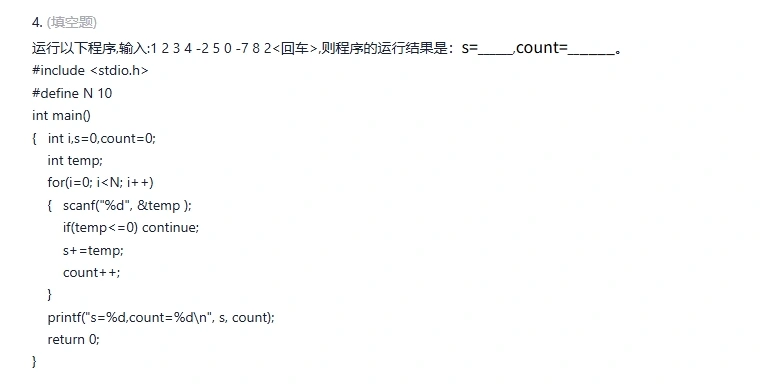 4. (填空题)
运行以下程序,输入:1 2 3 4 -2 5 0 -7 8 2<回车>,则程序的运行结果是：s=____,count=______。
#include <stdio.h>
#define N 10
int main()
{ int i,s=0,count=0;
int temp;
for(i=0; i<N; i++)
{ scanf("%d", &temp );
if(temp<=0) continue;
s+=temp;
count++;
}
printf("s=%d,count=%d\n", s, count);
return 0;
}